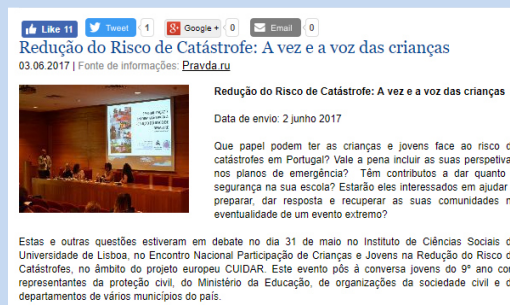 Like 11 Tweet 1 Google + 0 Email 0
Redução do Risco de Catástrofe: A vez e a voz das crianças
03.06.2017 | Fonte de informações: Pravda.ru
Redução do Risco de Catástrofe: A vez e a voz das crianças
Data de envio: 2 junho 2017
Que papel podem ter as crianças e jovens face ao risco d
catástrofes em Portugal? Vale a pena incluir as suas perspetiva
nos planos de emergência? Têm contributos a dar quanto
segurança na sua escola? Estarão eles interessados em ajudar
preparar, dar resposta e recuperar as suas comunidades n
eventualidade de um evento extremo?
Estas e outras questões estiveram em debate no dia 31 de maio no Instituto de Ciências Sociais d
Universidade de Lisboa, no Encontro Nacional Participação de Crianças e Jovens na Redução do Risco d
Catástrofes, no âmbito do projeto europeu CUIDAR. Este evento pôs à conversa jovens do 9º ano con
representantes da proteção civil, do Ministério da Educação, de organizações da sociedade civil e d
departamentos de vários municípios do país.